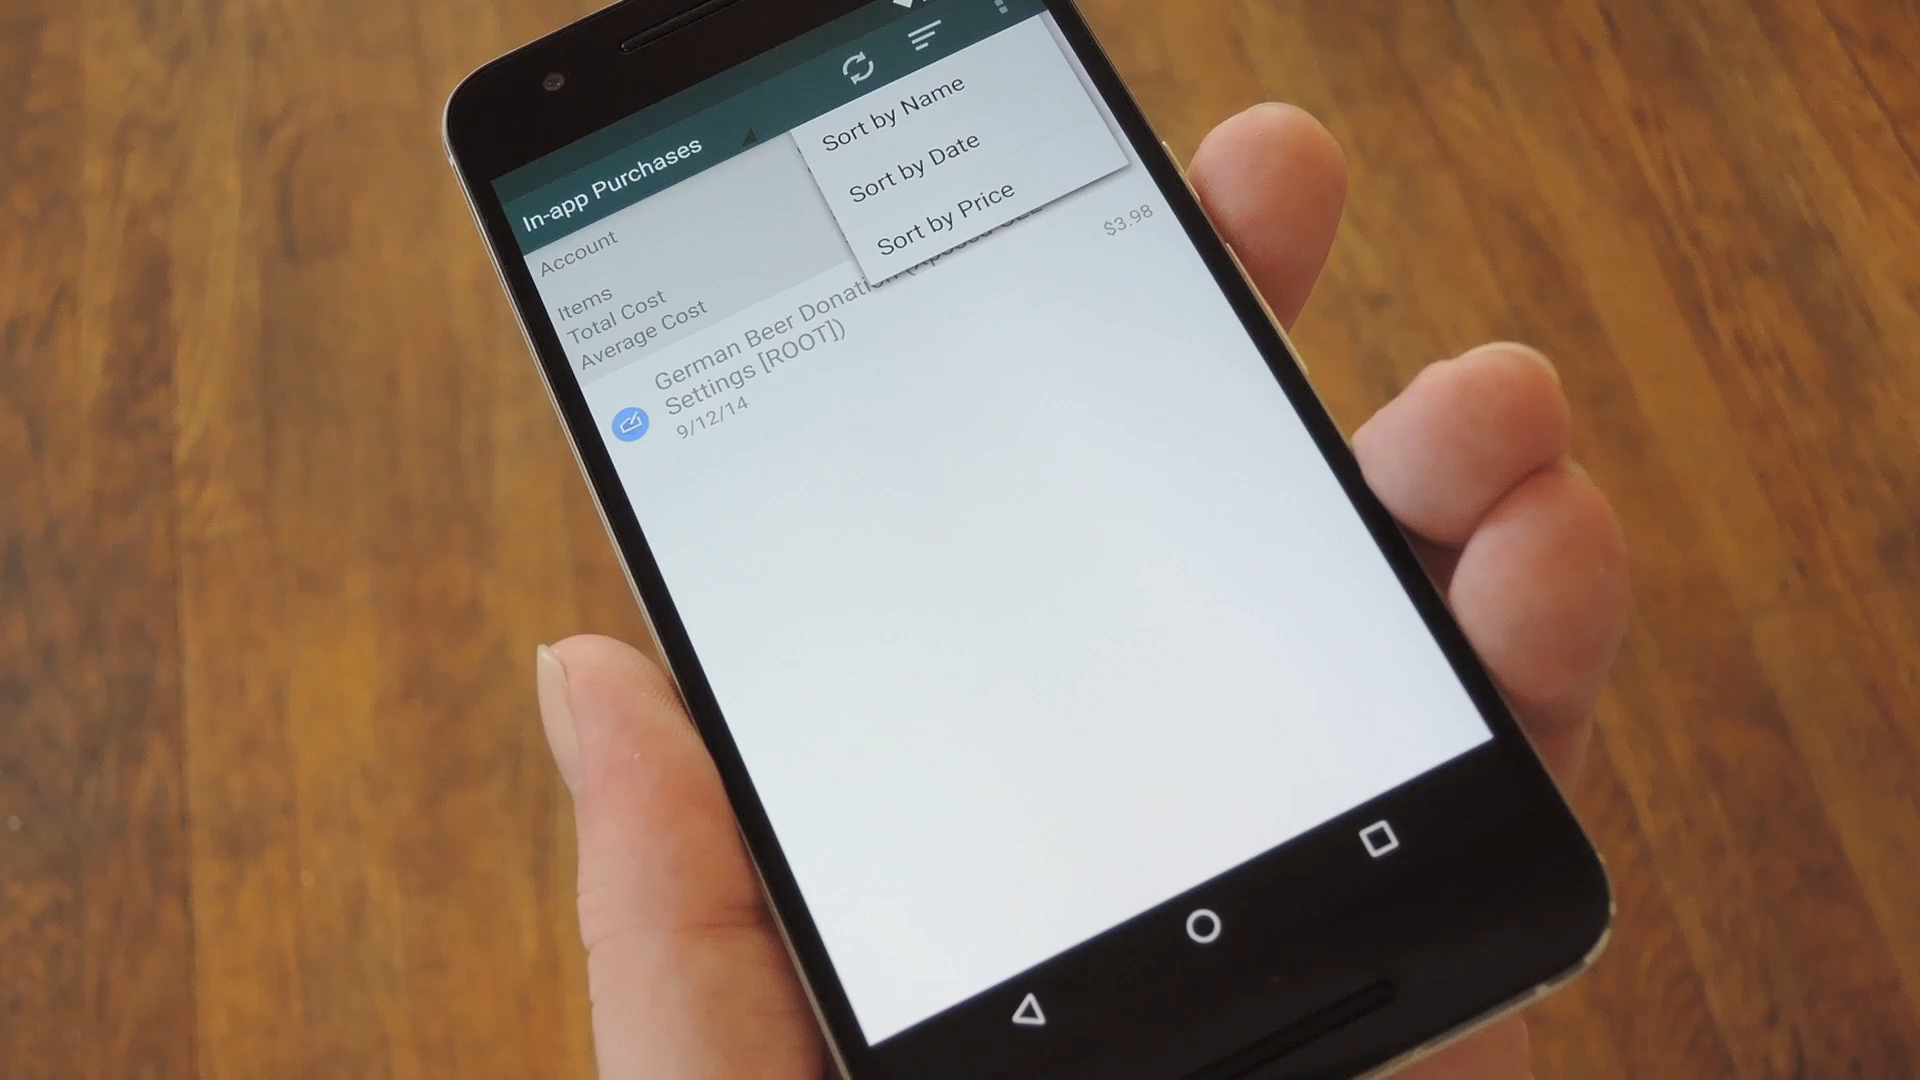 In-app Purchases
Sort by Name
Sort by Date
Sort by Price
Account
Items
Total Cost
Average Cost
German Beer Donation
Settings [ROOT])
9/12/14
$3.98